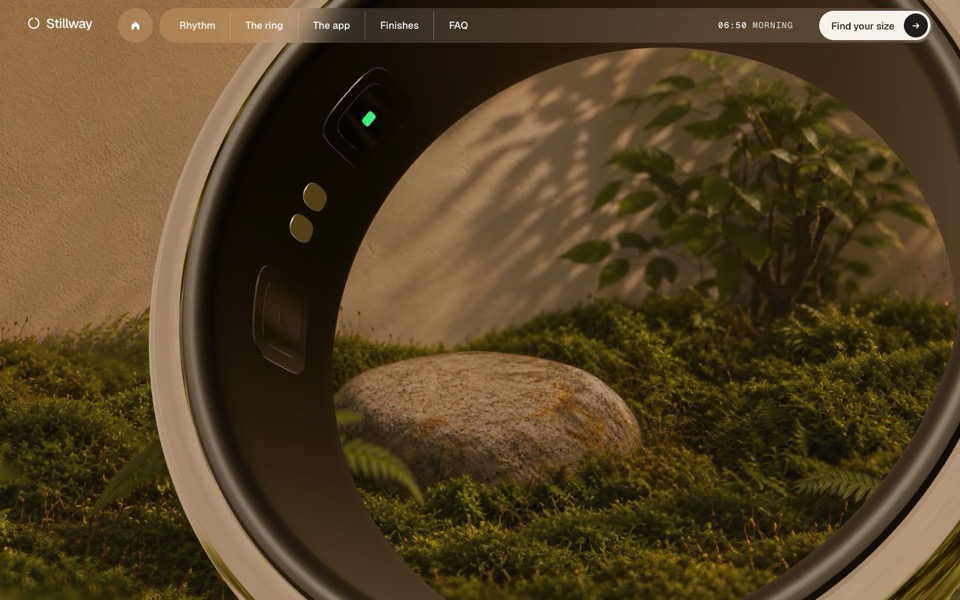 Stillway
Rhythm
The ring
The app
Finishes
FAQ
06:50 MORNING
Find your size